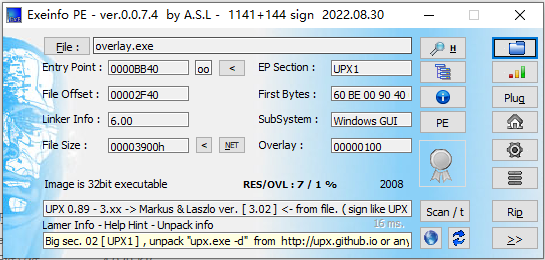 Exeinfo PE - ver.0.0.7.4 by A.S.L - 1141+144 sign 2022.08.30
File : overlay.exe H
Entry Point : 0000BB40 oo < EP Section : UPX1
File Offset : 00002F40 First Bytes : 60 BE 00 90 40 Plug
Linker Info : 6.00 SubSystem : Windows GUI PE
File Size : 00003900h < NET Overlay : 00000100
Image is 32bit executable RES/OVL : 7 / 1 % 2008
UPX 0.89 - 3.xx -> Markus & Laszlo ver. [ 3.02 ] <- from file. ( sign like UPX Scan / t Rip
Lamer Info - Help Hint - Unpack info 16 ms.
Big sec. 02 [ UPX1 ] , unpack "upx.exe -d" from http://upx.github.io or any >>